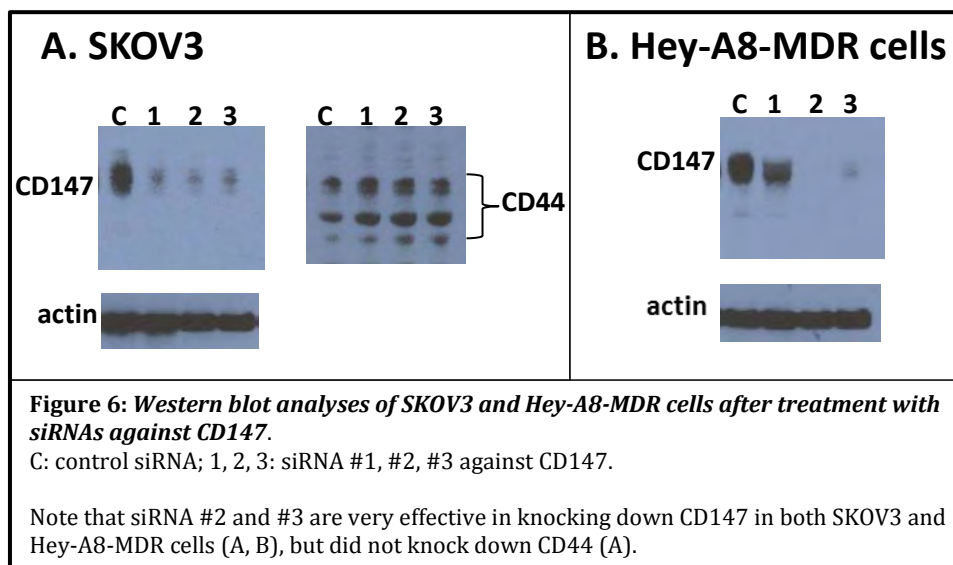 A. SKOV3
C 1 2 3
CD147
actin
C 1 2 3
CD44
B. Hey-A8-MDR cells
C 1 2 3
CD147
actin
Figure 6: Western blot analyses of SKOV3 and Hey-A8-MDR cells after treatment with
siRNAs against CD147.
C: control siRNA; 1, 2, 3: siRNA #1, #2, #3 against CD147.
Note that siRNA #2 and #3 are very effective in knocking down CD147 in both SKOV3 and
Hey-A8-MDR cells (A, B), but did not knock down CD44 (A).